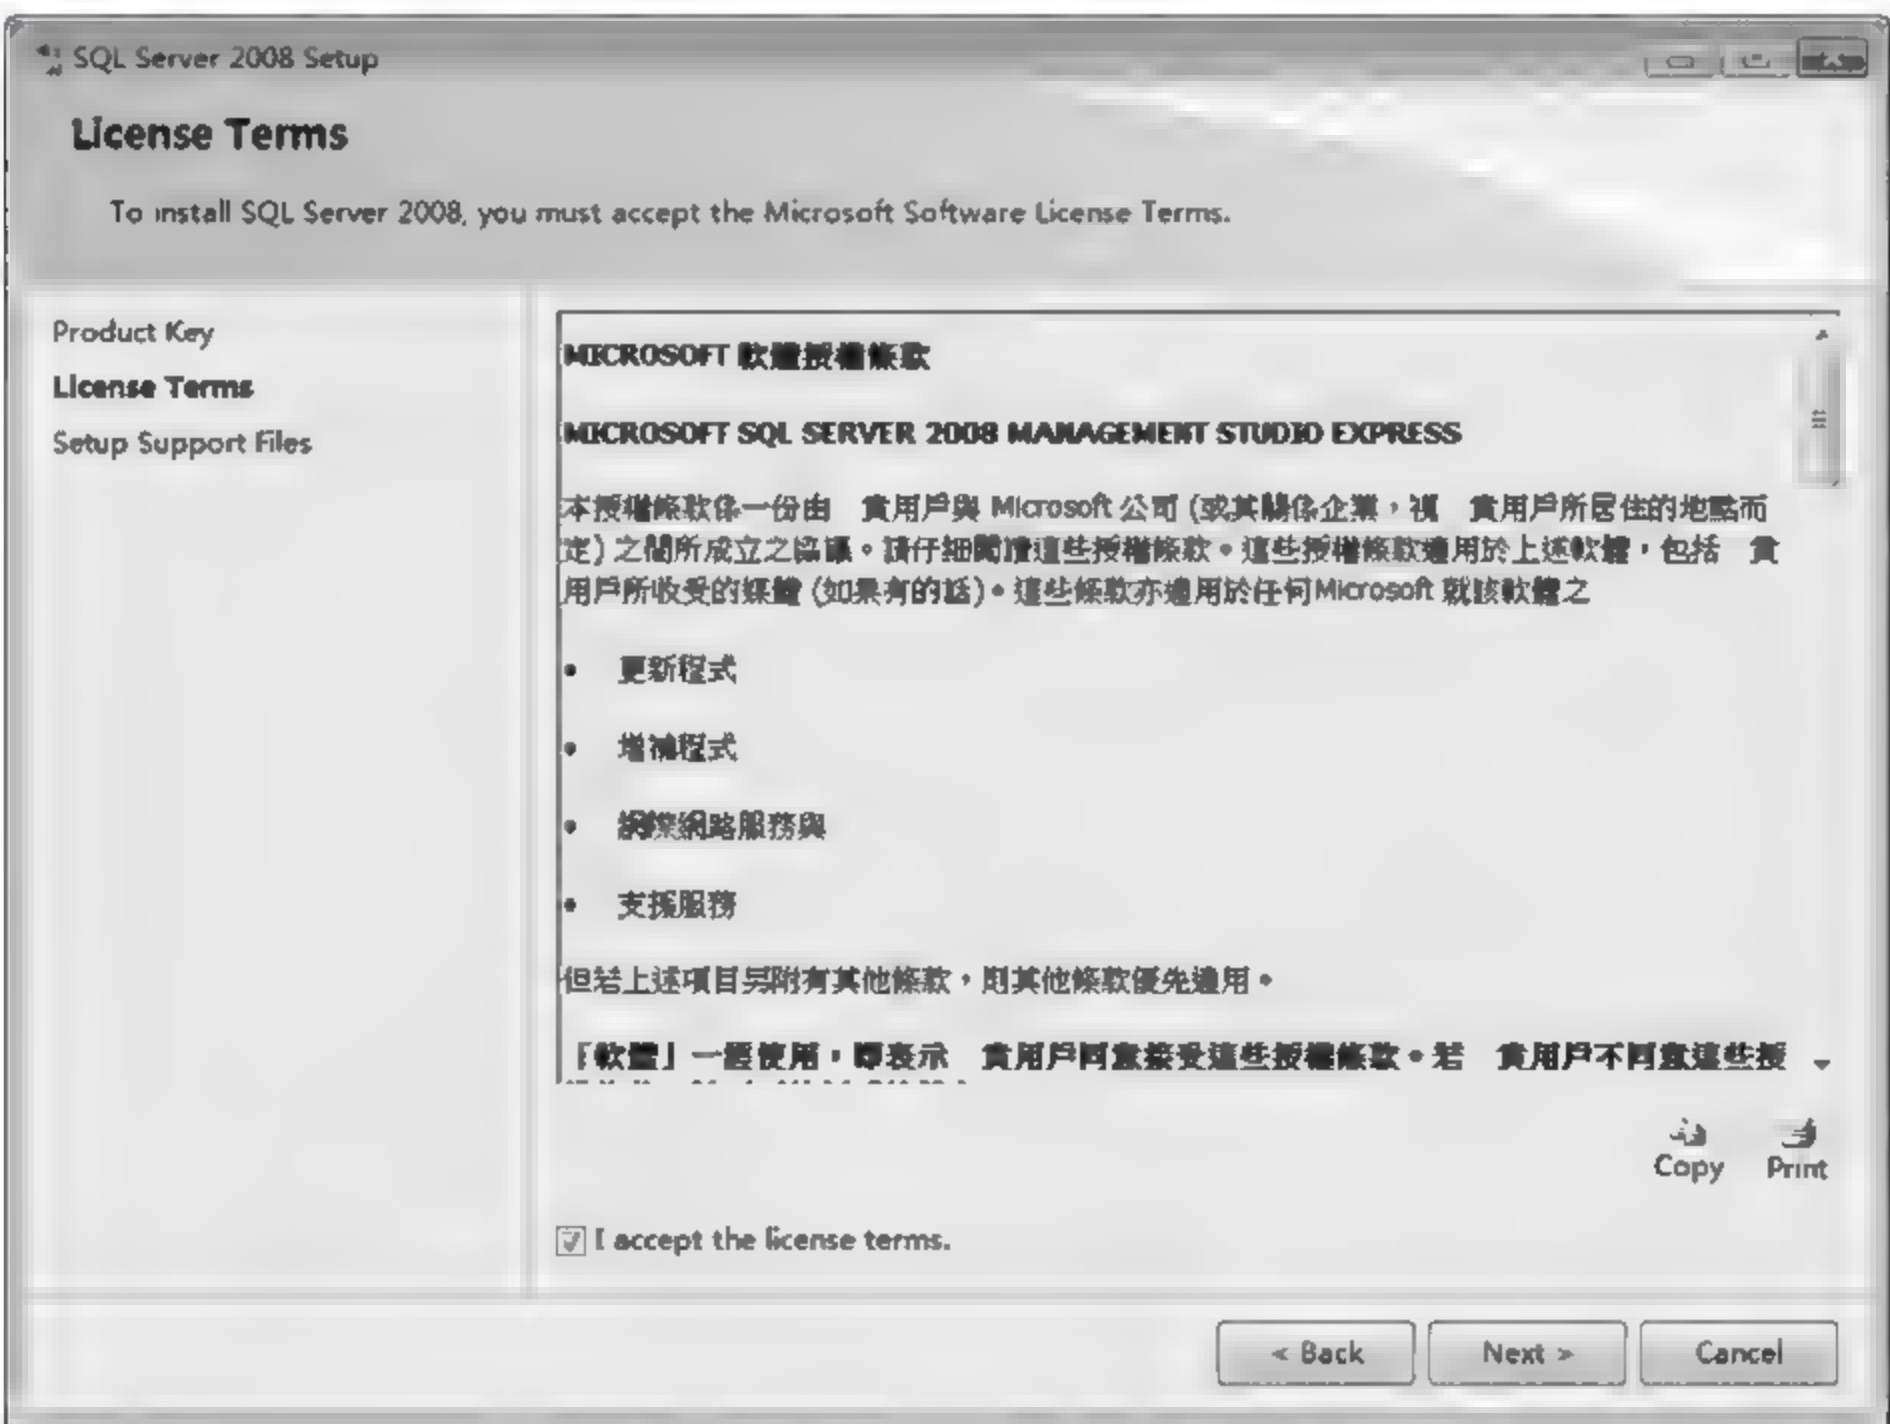 SQL Server 2008 Setup
License Terms
To install SQL Server 2008, you must accept the Microsoft Software License Terms.
Product Key
License Terms
Setup Support Files
MICROSOFT 軟體授權條款
MICROSOFT SQL SERVER 2008 MANAGEMENT STUDIO EXPRESS
本授權條款係一份由 貴用戶與 Microsoft 公司 (或其關係企業，視 貴用戶所居住的地點而
定) 之間所成立之協議。請仔細閱讀這些授權條款。這些授權條款適用於上述軟體，包括 貴
用戶所收受的媒體 (如果有的話)。這些條款亦適用於任何Microsoft 就該軟體之
• 更新程式
• 增補程式
• 網際網路服務與
• 支援服務
但若上述項目另附有其他條款，則其他條款優先適用。
「軟體」一經使用，即表示 貴用戶同意接受這些授權條款。若 貴用戶不同意這些授
Copy
Print
I accept the license terms.
< Back
Next >
Cancel